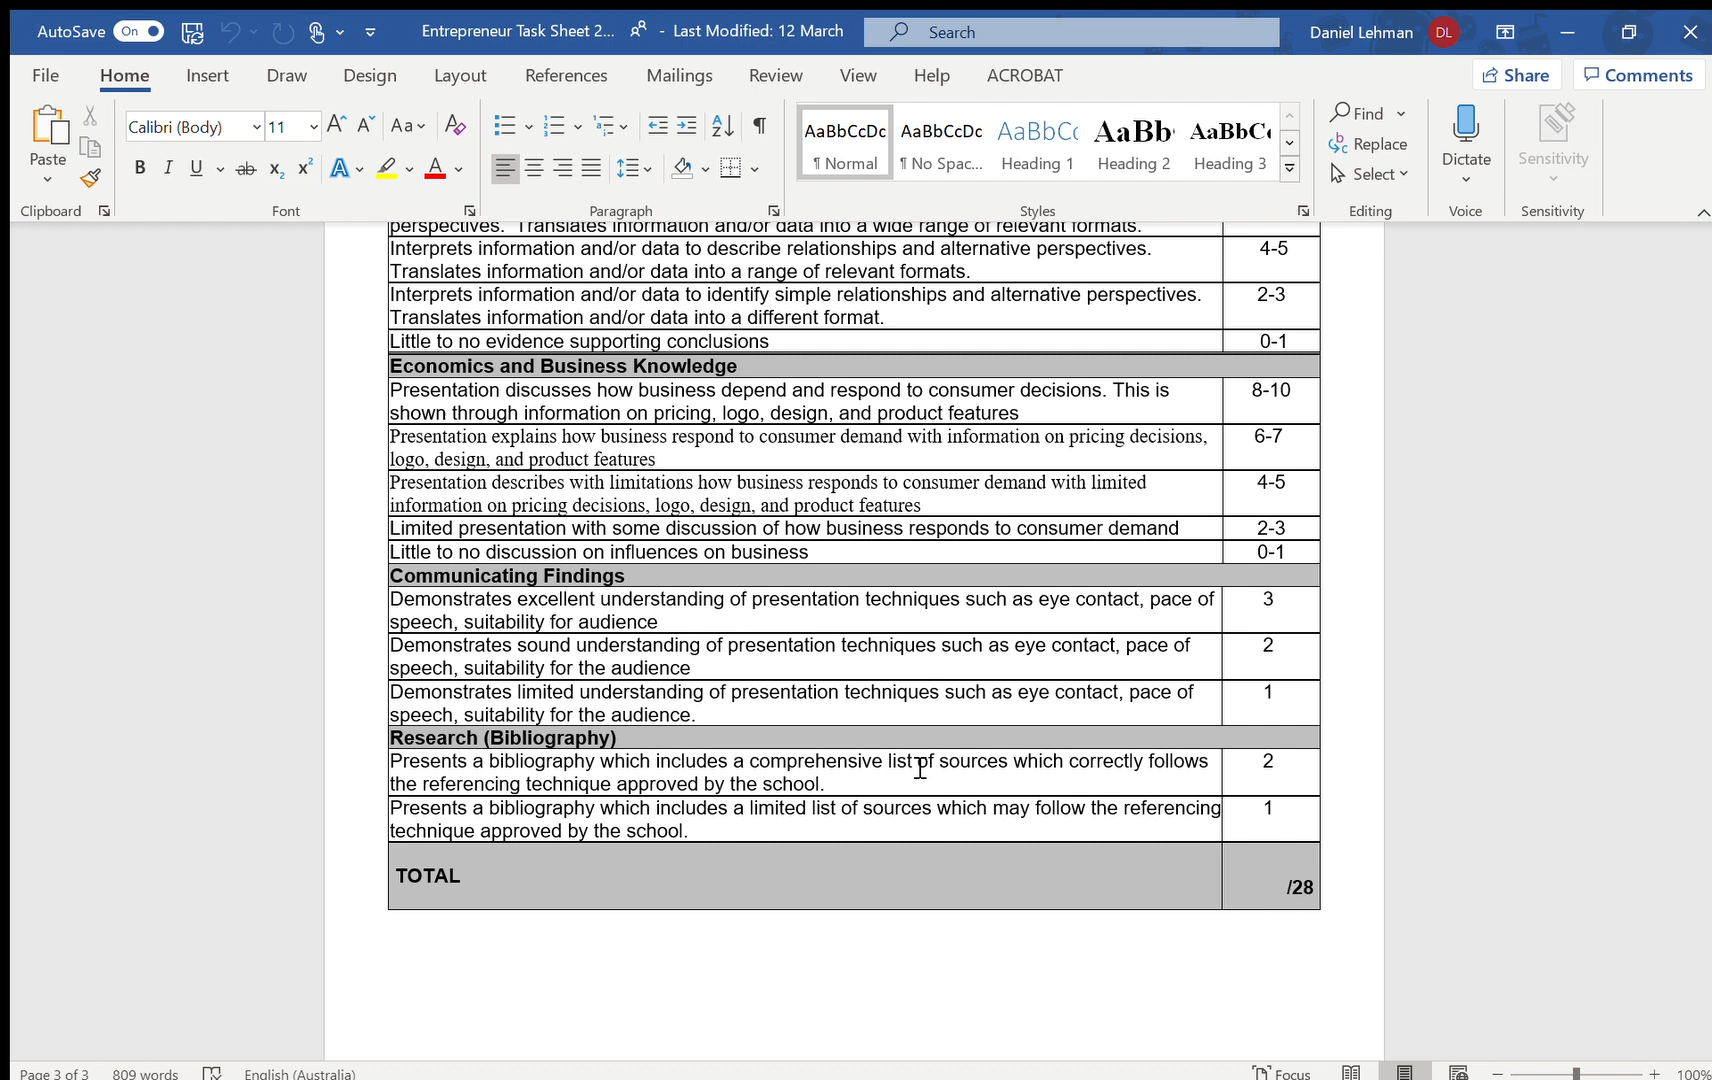 AutoSave On Entrepreneur Task Sheet 2... - Last Modified: 12 March Search Daniel Lehman DL
File Home Insert Draw Design Layout References Mailings Review View Help ACROBAT Share Comments
Paste
Calibri (Body) 11
Clipboard
Font
Paragraph
AaBbCcDc AaBbCcDc AaBbCc AaBb AaBbCc
¶ Normal ¶ No Spac... Heading 1 Heading 2 Heading 3
Styles
Find
Replace
Select
Editing
Dictate
Voice
Sensitivity
Sensitivity
perspectives. Translates information and/or data into a wide range of relevant formats.
Interprets information and/or data to describe relationships and alternative perspectives. 4-5
Translates information and/or data into a range of relevant formats.
Interprets information and/or data to identify simple relationships and alternative perspectives. 2-3
Translates information and/or data into a different format.
Little to no evidence supporting conclusions 0-1
Economics and Business Knowledge
Presentation discusses how business depend and respond to consumer decisions. This is 8-10
shown through information on pricing, logo, design, and product features
Presentation explains how business respond to consumer demand with information on pricing decisions, 6-7
logo, design, and product features
Presentation describes with limitations how business responds to consumer demand with limited 4-5
information on pricing decisions, logo, design, and product features
Limited presentation with some discussion of how business responds to consumer demand 2-3
Little to no discussion on influences on business 0-1
Communicating Findings
Demonstrates excellent understanding of presentation techniques such as eye contact, pace of 3
speech, suitability for audience
Demonstrates sound understanding of presentation techniques such as eye contact, pace of 2
speech, suitability for the audience
Demonstrates limited understanding of presentation techniques such as eye contact, pace of 1
speech, suitability for the audience.
Research (Bibliography)
Presents a bibliography which includes a comprehensive list of sources which correctly follows 2
the referencing technique approved by the school.
Presents a bibliography which includes a limited list of sources which may follow the referencing 1
technique approved by the school.
TOTAL
/28
Page 3 of 3 809 words English (Australia) Focus 100%